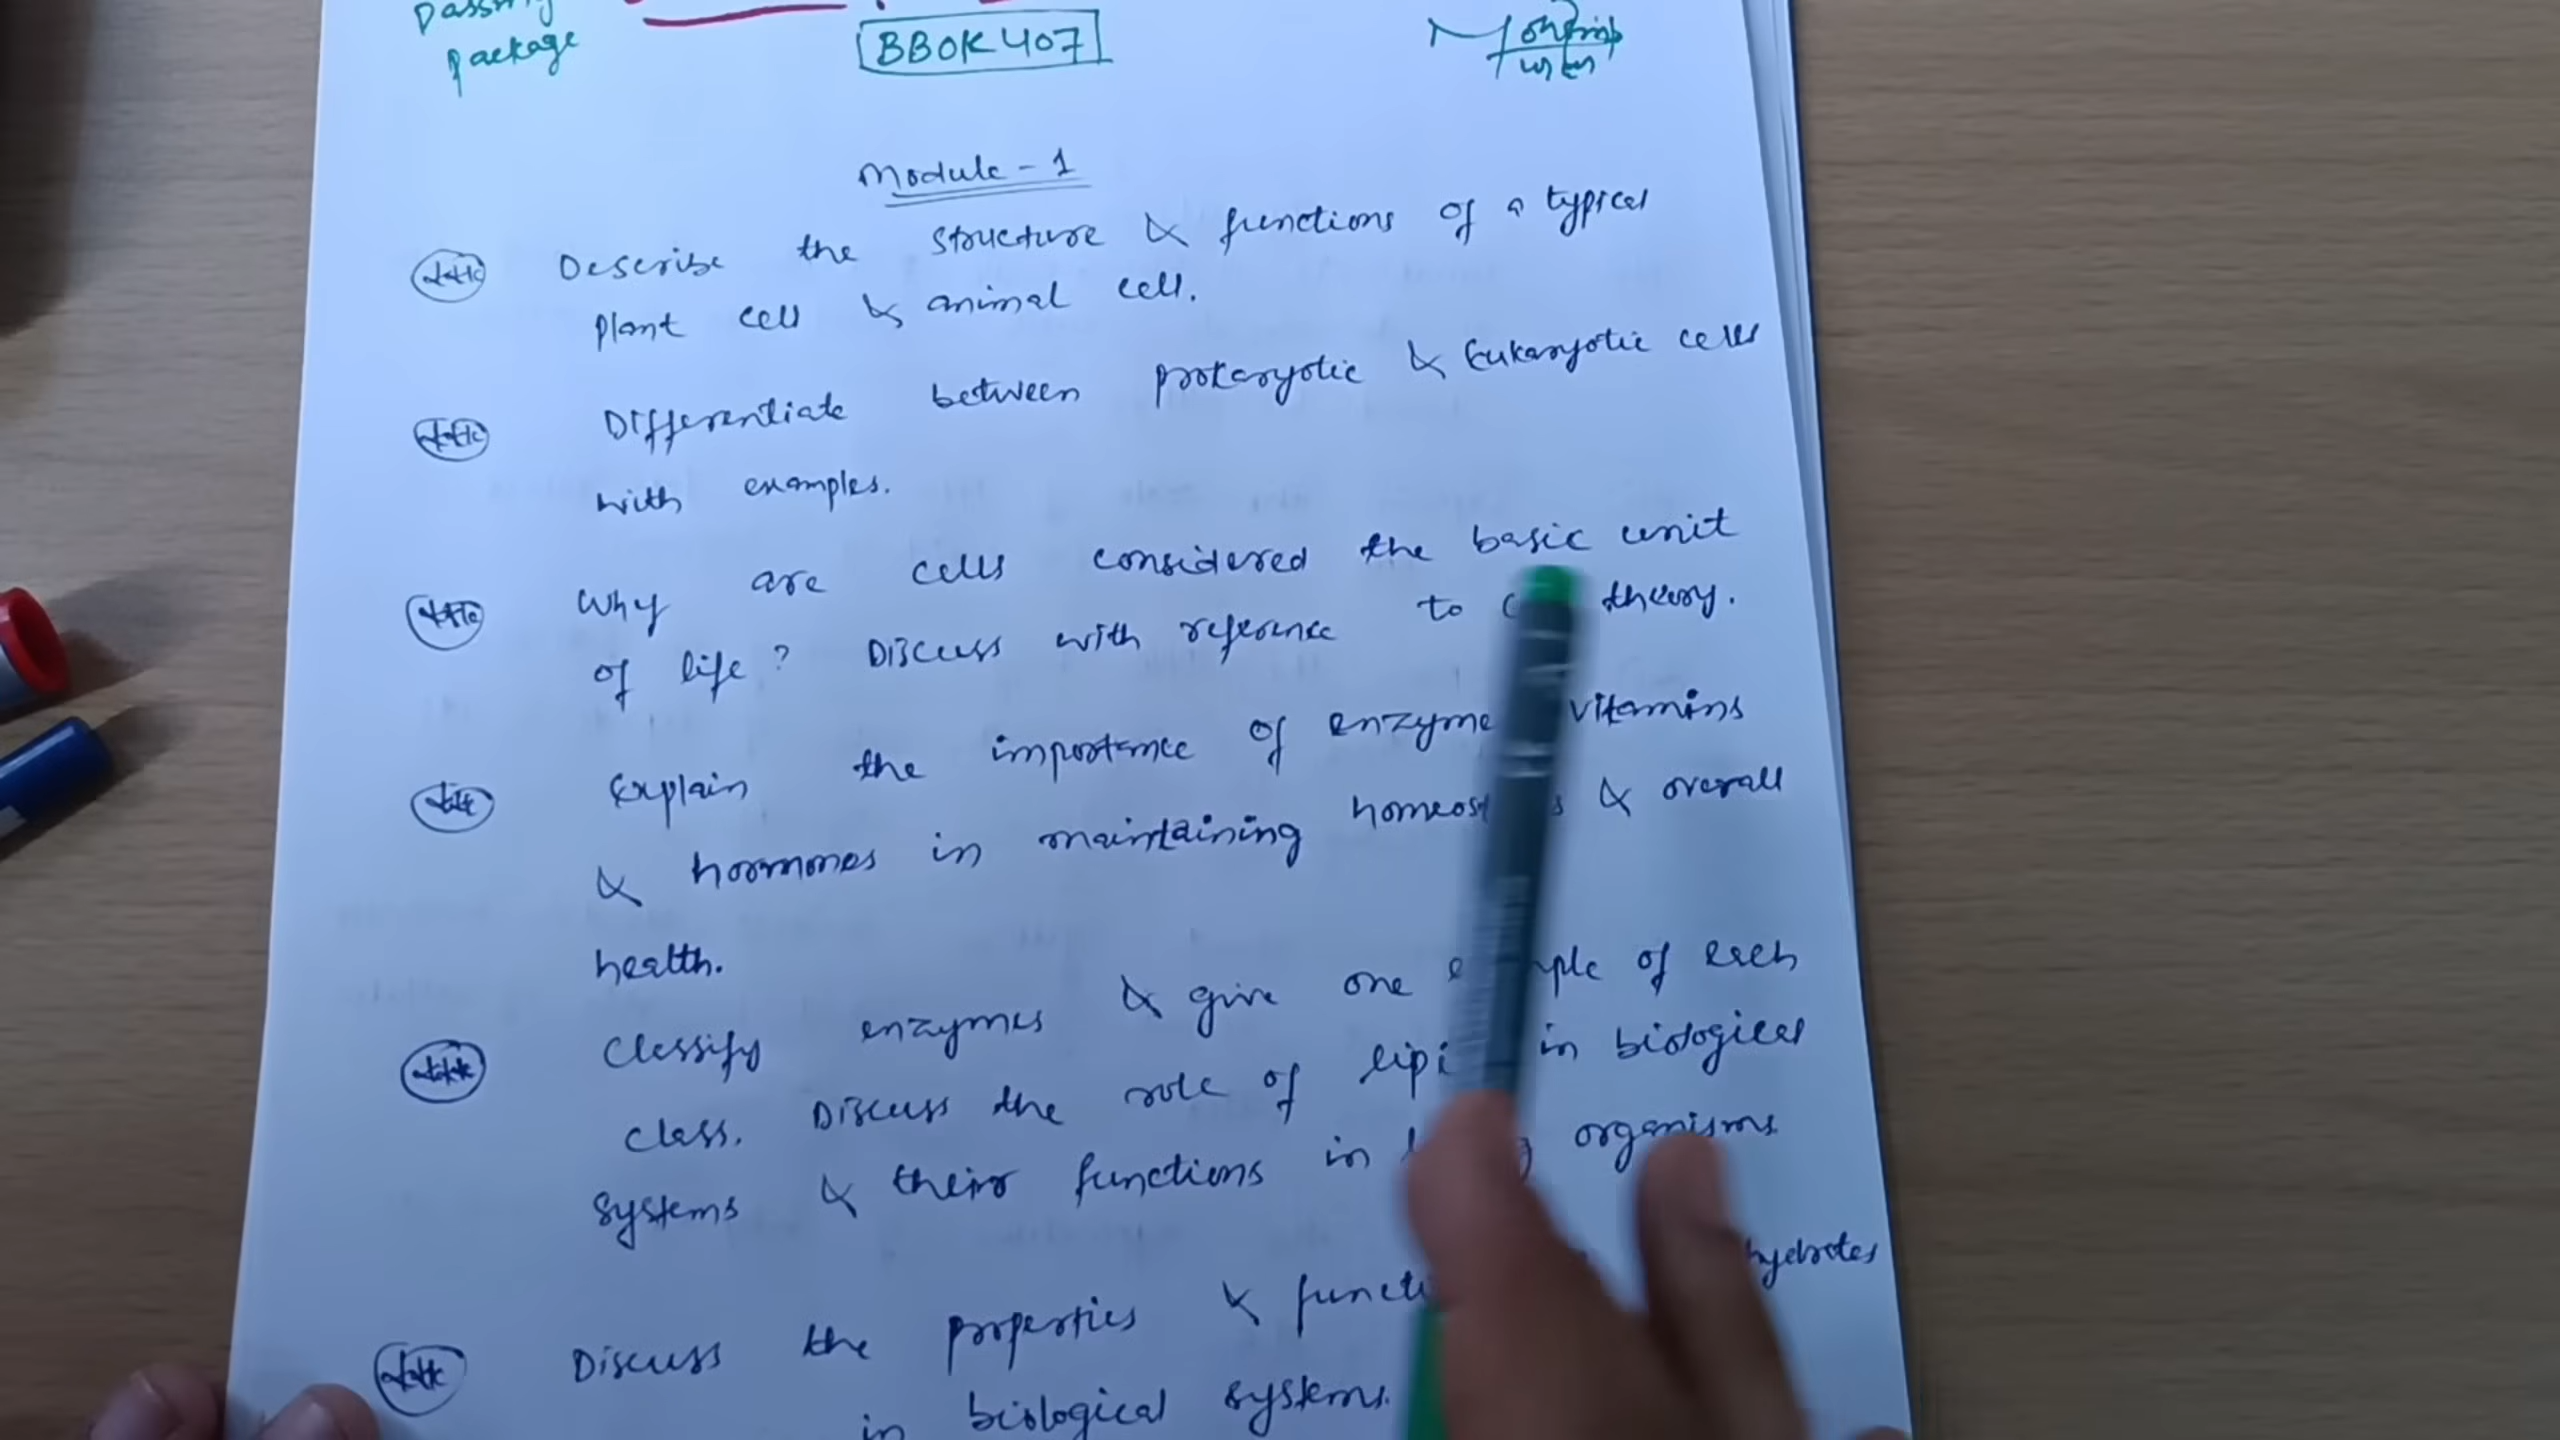 passing
package
BBOK407
Module - 1
Describe the structure & functions of a typical
plant cell & animal cell.
Differentiate between prokaryotic & Eukaryotic cells
with examples.
Why are cells considered the basic unit
of life? Discuss with reference to theory.
Explain the importance of enzyme vitamins
& hormones in maintaining & overall
health.
Classify enzymes & give one of each
class. Discuss the role of in biological
systems & their functions in organisms.
Discuss the properties &
in biological systems.